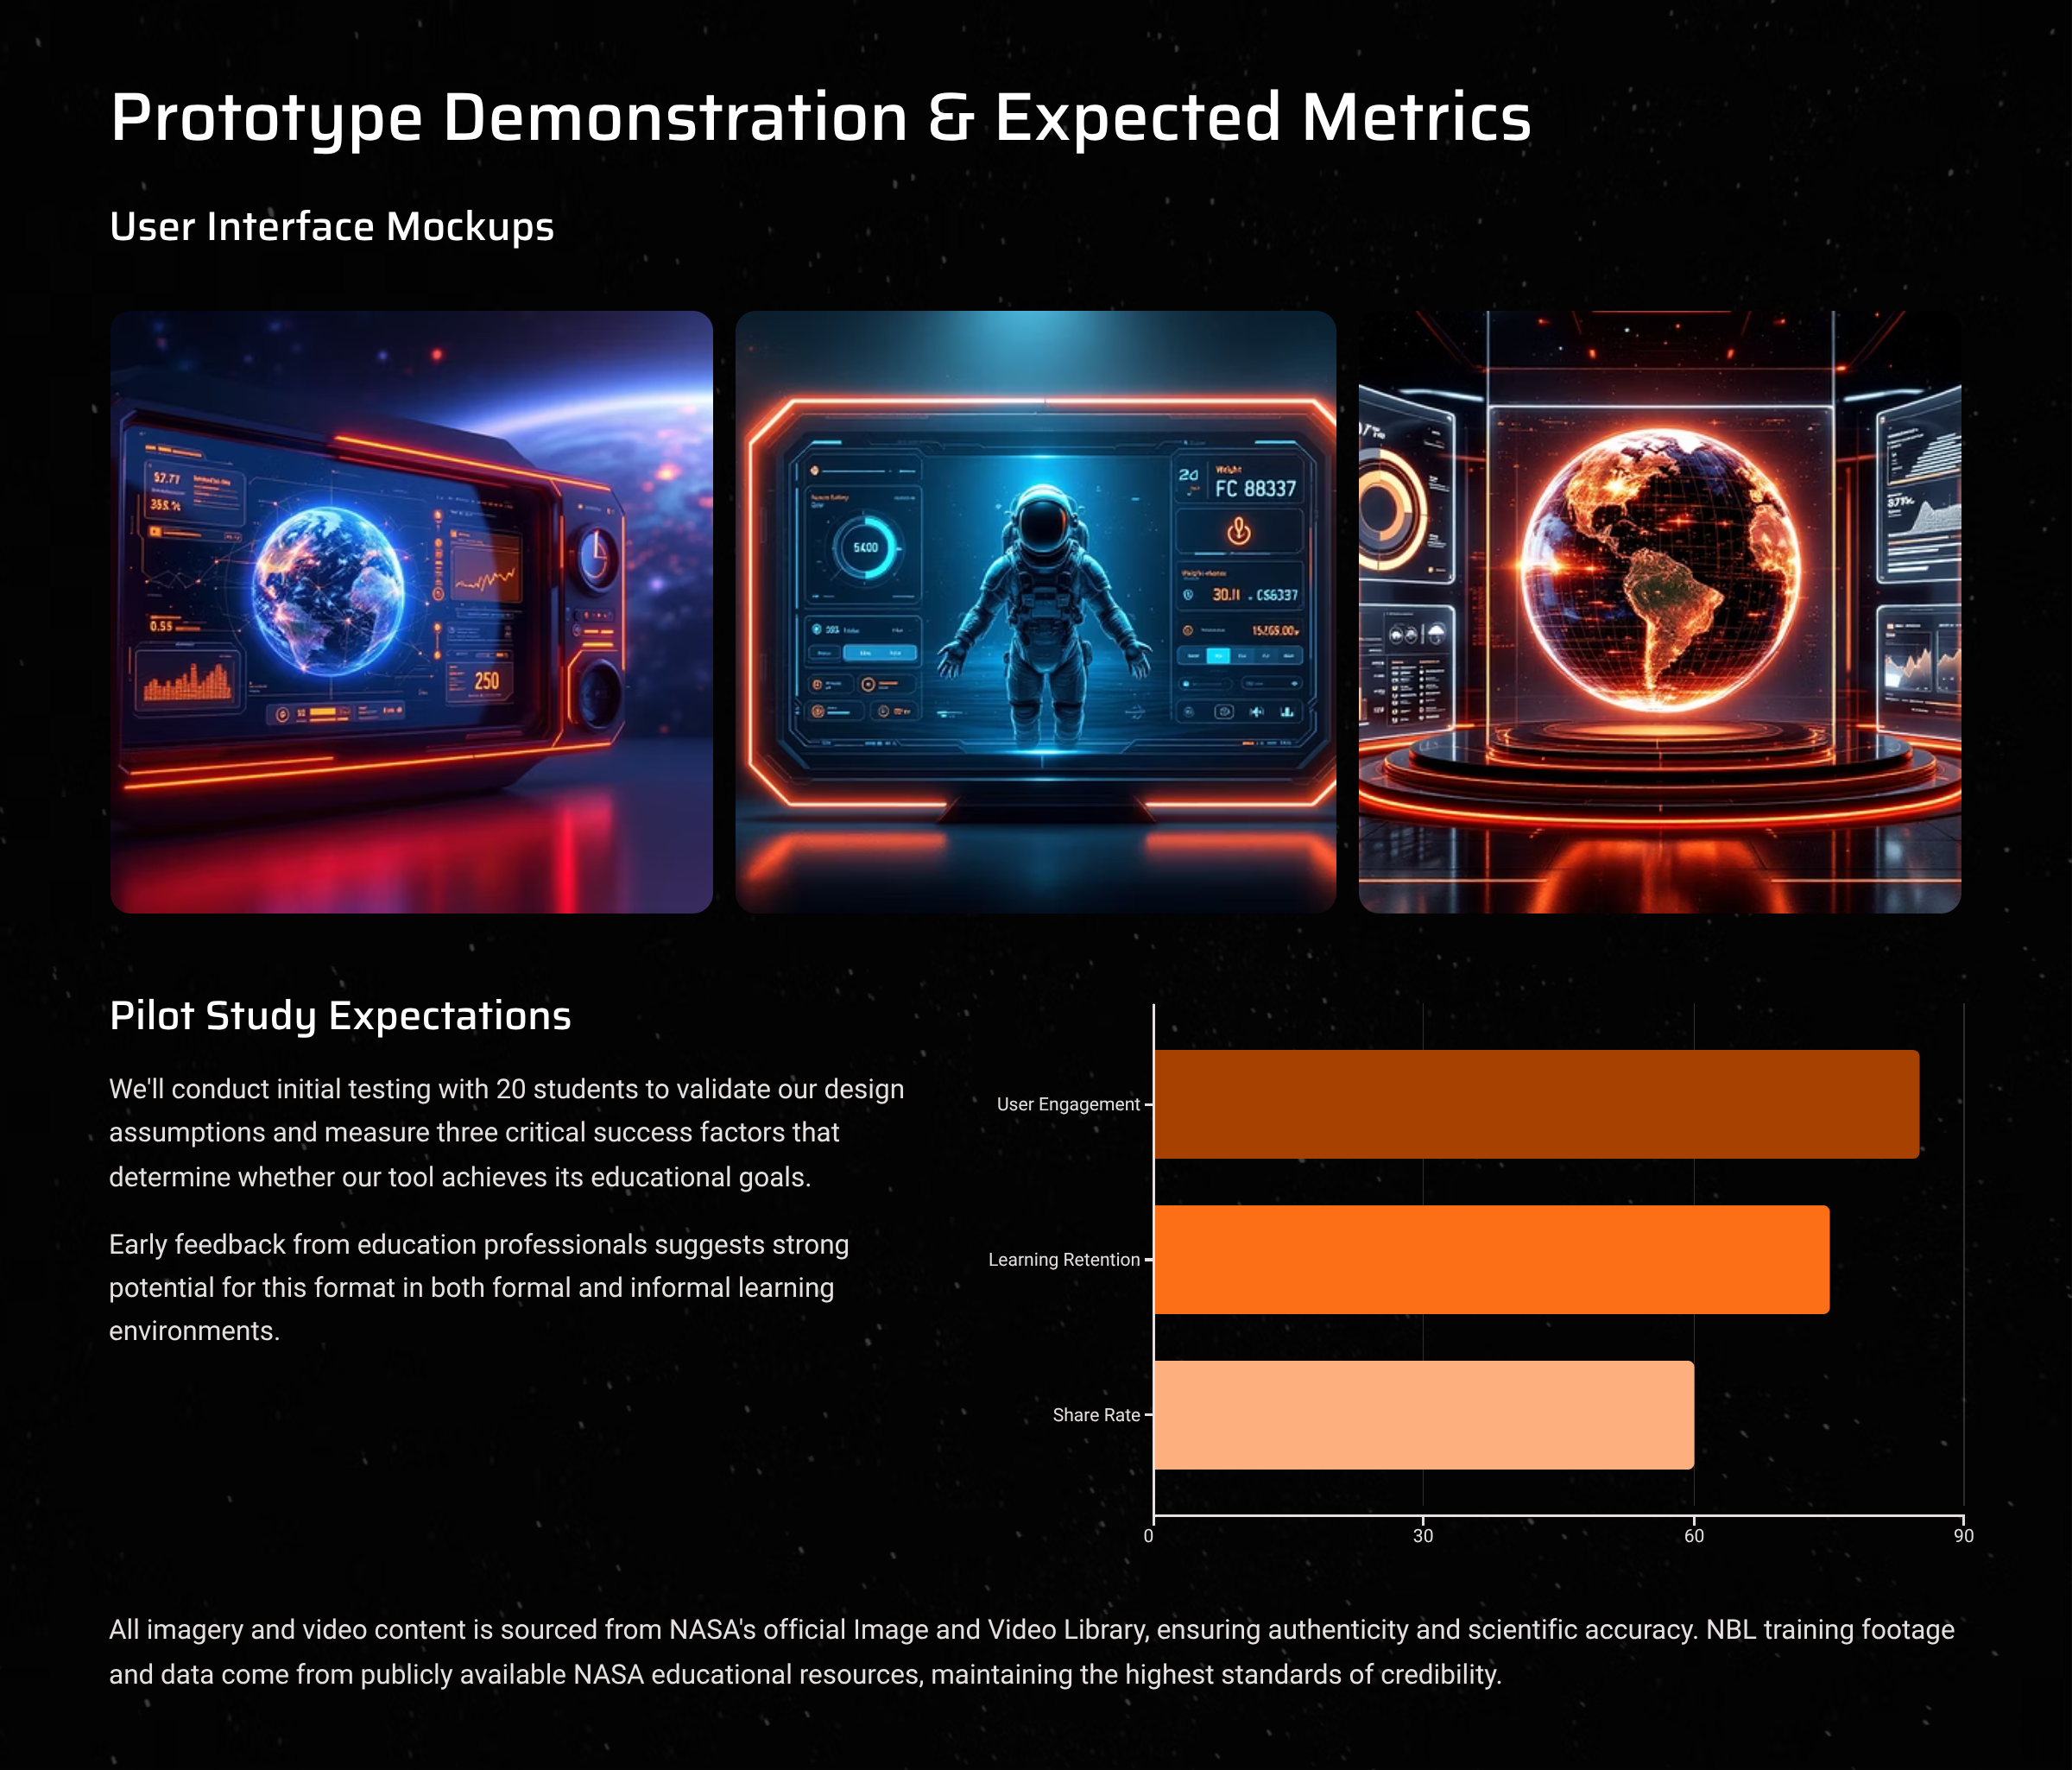 Prototype Demonstration & Expected Metrics
User Interface Mockups
57.77
0.55
250
5400
20
Weight
FC 88337
30.11 . CS6337
Pilot Study Expectations
We'll conduct initial testing with 20 students to validate our design
assumptions and measure three critical success factors that
determine whether our tool achieves its educational goals.
Early feedback from education professionals suggests strong
potential for this format in both formal and informal learning
environments.
User Engagement
Learning Retention
Share Rate
0 30 60 90
All imagery and video content is sourced from NASA's official Image and Video Library, ensuring authenticity and scientific accuracy. NBL training footage
and data come from publicly available NASA educational resources, maintaining the highest standards of credibility.